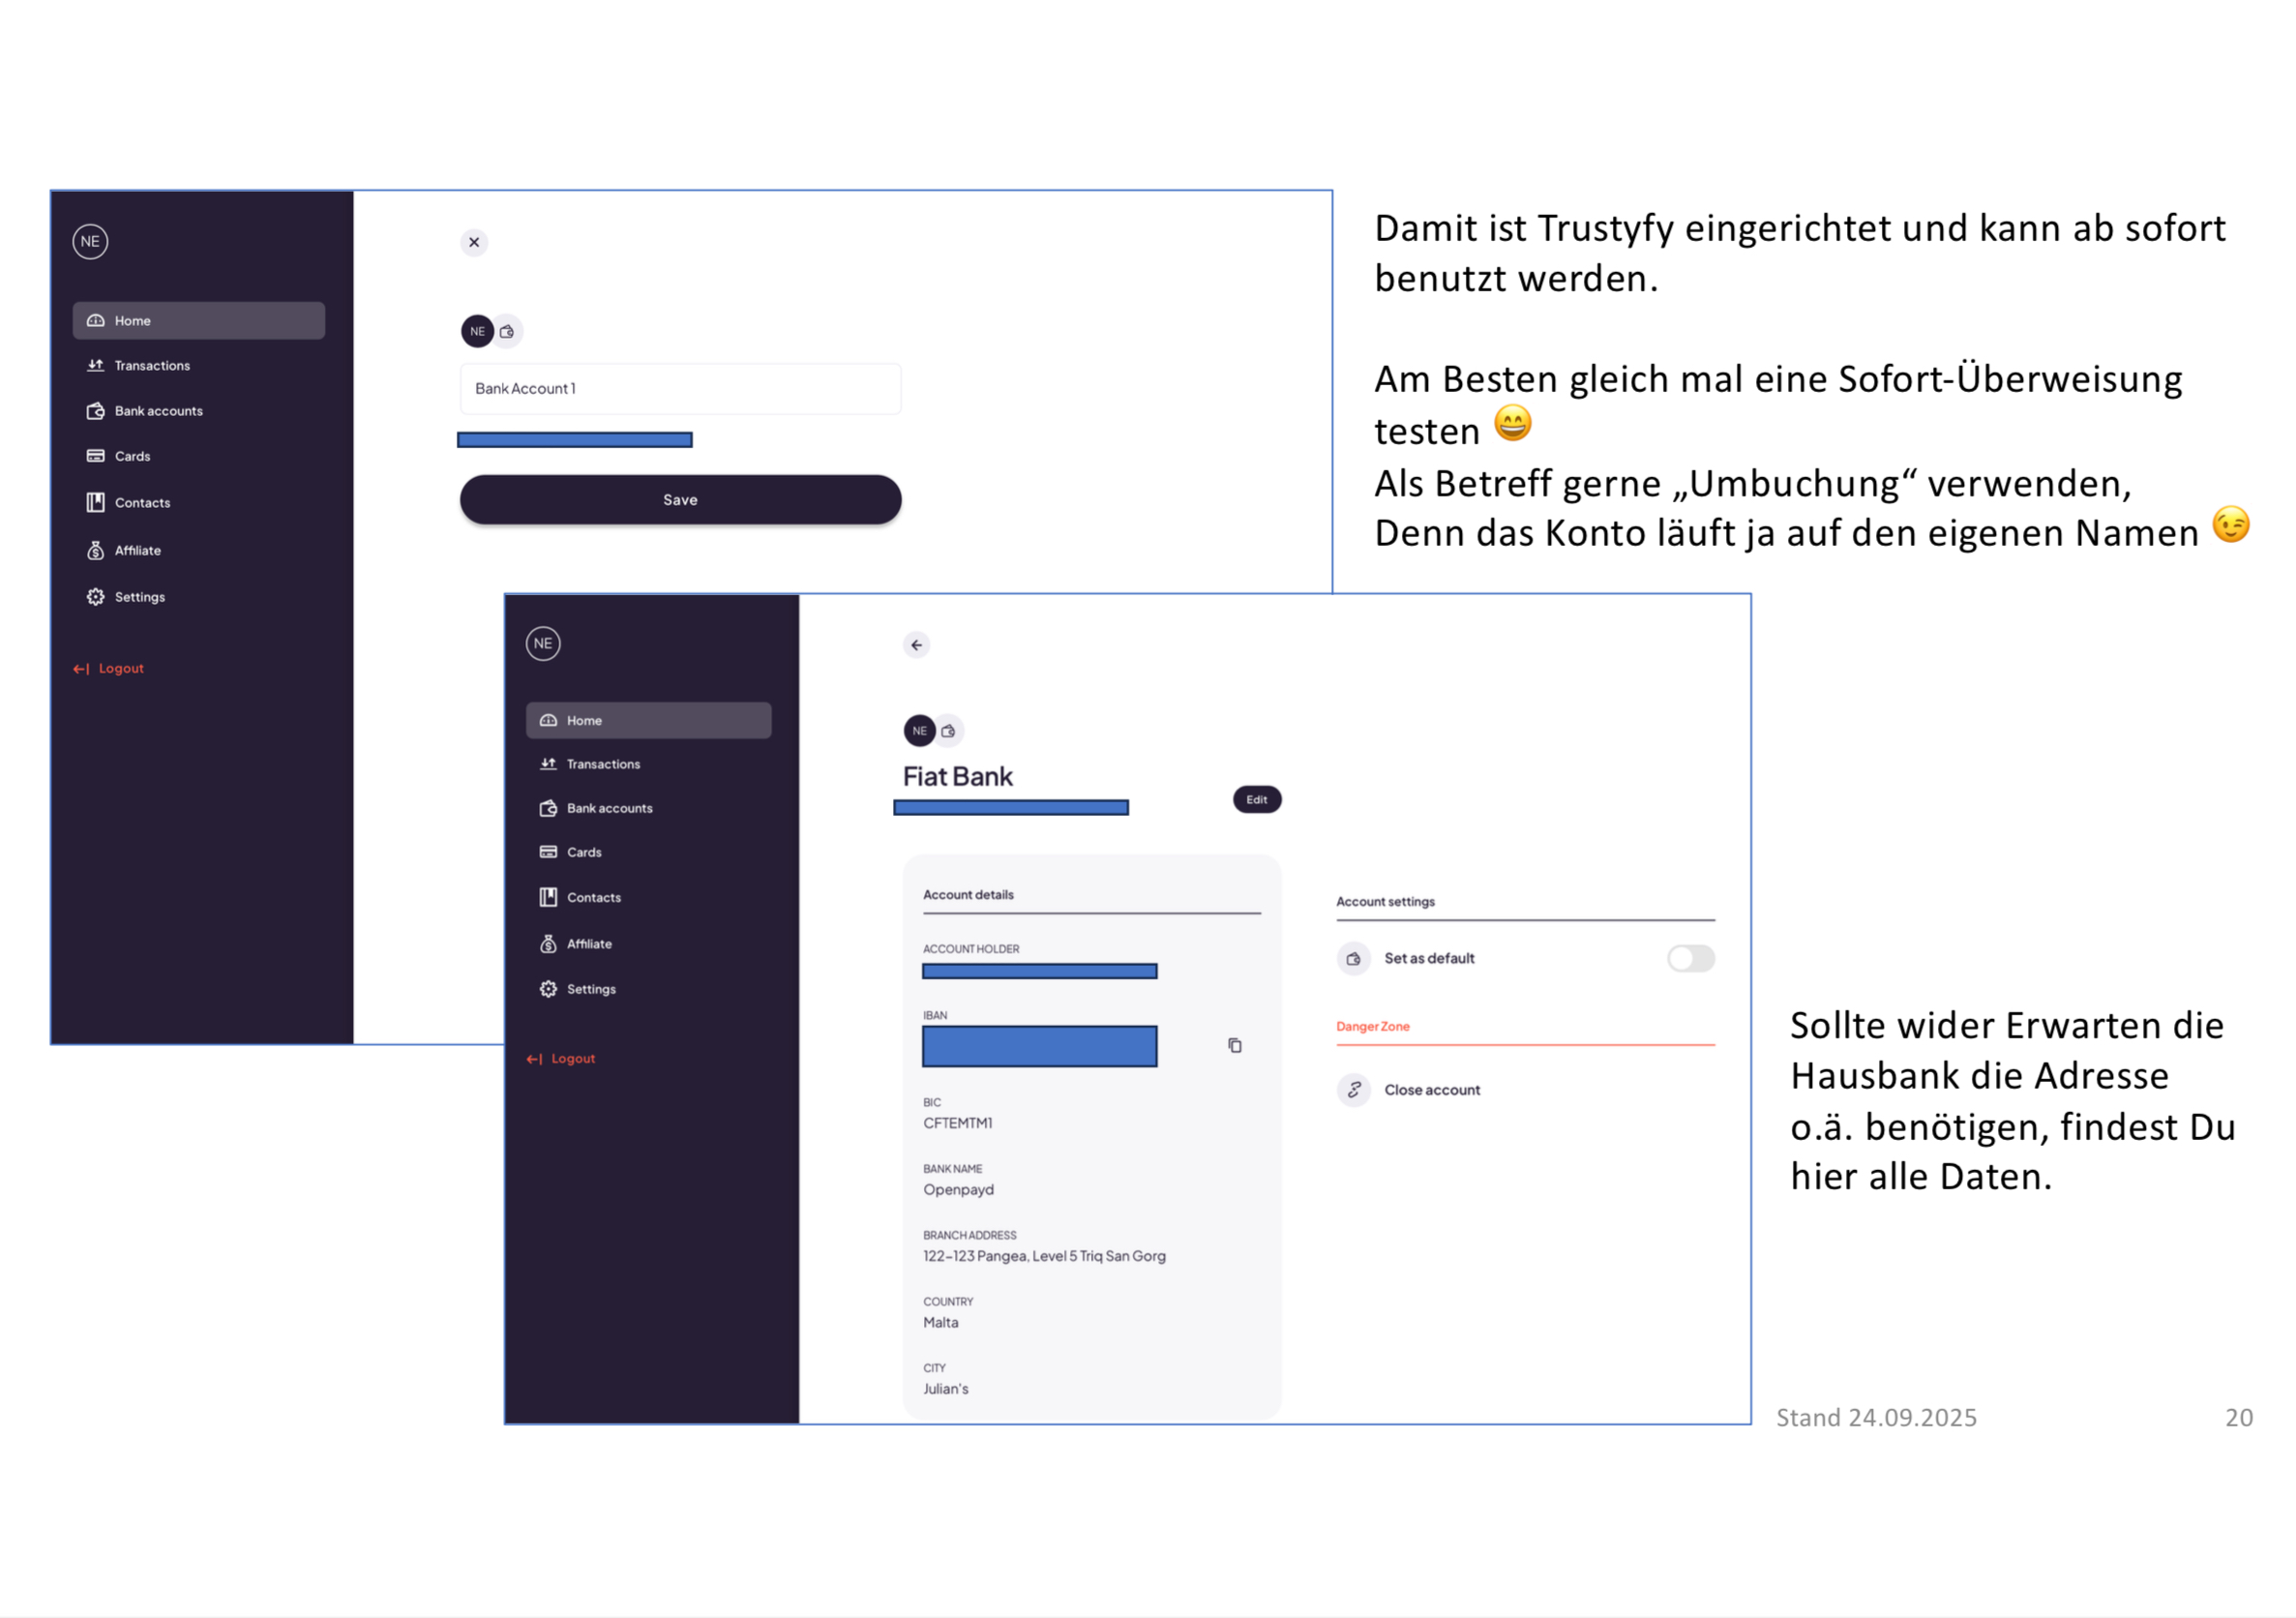 NE
Home
Transactions
Bank accounts
Cards
Contacts
Affiliate
Settings
Logout
NE
Bank Account 1
Save
Damit ist Trustyfy eingerichtet und kann ab sofort
benutzt werden.
Am Besten gleich mal eine Sofort-Überweisung
testen 😄
Als Betreff gerne „Umbuchung“ verwenden,
Denn das Konto läuft ja auf den eigenen Namen 😉
NE
Home
Transactions
Bank accounts
Cards
Contacts
Affiliate
Settings
Logout
NE
Fiat Bank
Edit
Account details
ACCOUNT HOLDER
IBAN
BIC
CFTEMTM1
BANK NAME
Openpayd
BRANCH ADDRESS
122-123 Pangea, Level 5 Triq San Gorg
COUNTRY
Malta
CITY
Julian's
Account settings
Set as default
Danger Zone
Close account
Sollte wider Erwarten die
Hausbank die Adresse
o.ä. benötigen, findest Du
hier alle Daten.
Stand 24.09.2025
20